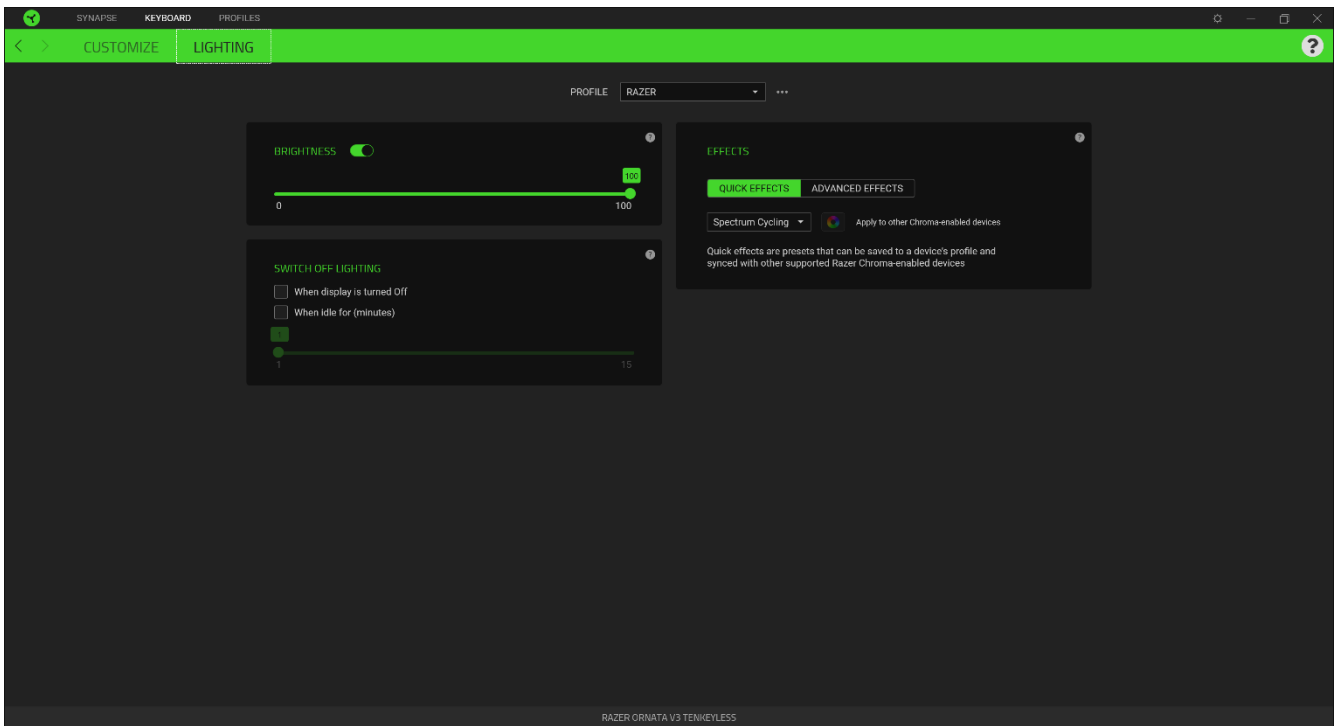 SYNAPSE KEYBOARD PROFILES
CUSTOMIZE LIGHTING ?
PROFILE RAZER
BRIGHTNESS ?
100
0 100
SWITCH OFF LIGHTING ?
When display is turned Off
When idle for (minutes)
1
1 15
EFFECTS ?
QUICK EFFECTS ADVANCED EFFECTS
Spectrum Cycling Apply to other Chroma-enabled devices
Quick effects are presets that can be saved to a device's profile and
synced with other supported Razer Chroma-enabled devices
RAZER ORNATA V3 TENKEYLESS